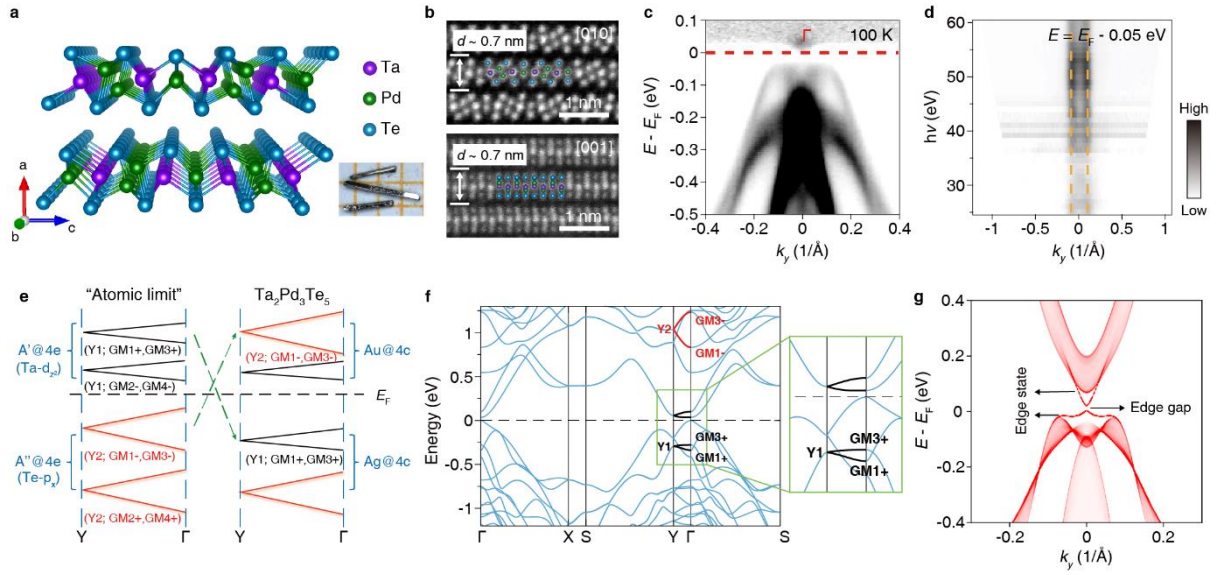 a
Ta
Pd
Te
a
b
c
b
[010]
d ~ 0.7 nm
1 nm
[001]
d ~ 0.7 nm
1 nm
c
0.1
0
-0.1
-0.2
-0.3
-0.4
-0.5
E - E_F (eV)
100 K
-0.4
-0.2
0
0.2
0.4
k_y (1/Å)
d
60
50
40
30
hν (eV)
E = E_F - 0.05 eV
-1
-0.5
0
0.5
1
k_y (1/Å)
High
Low
e
"Atomic limit"
Ta₂Pd₃Te₅
A'@4e
(Ta-d_z²)
(Y1; GM1+,GM3+)
(Y1; GM2-,GM4-)
A''@4e
(Te-p_x)
(Y2; GM1-,GM3-)
(Y2; GM2+,GM4+)
Y
Γ
(Y2; GM1-,GM3-)
Au@4c
E_F
(Y1; GM1+,GM3+)
Ag@4c
Y
Γ
f
1
0.5
0
-0.5
-1
Energy (eV)
Y2
GM3-
GM1-
Y1
GM3+
GM1+
Γ
X
S
Y
Γ
S
Y1
GM3+
GM1+
g
0.4
0.2
0
-0.2
-0.4
E - E_F (eV)
Edge state
Edge gap
-0.2
0
0.2
k_y (1/Å)